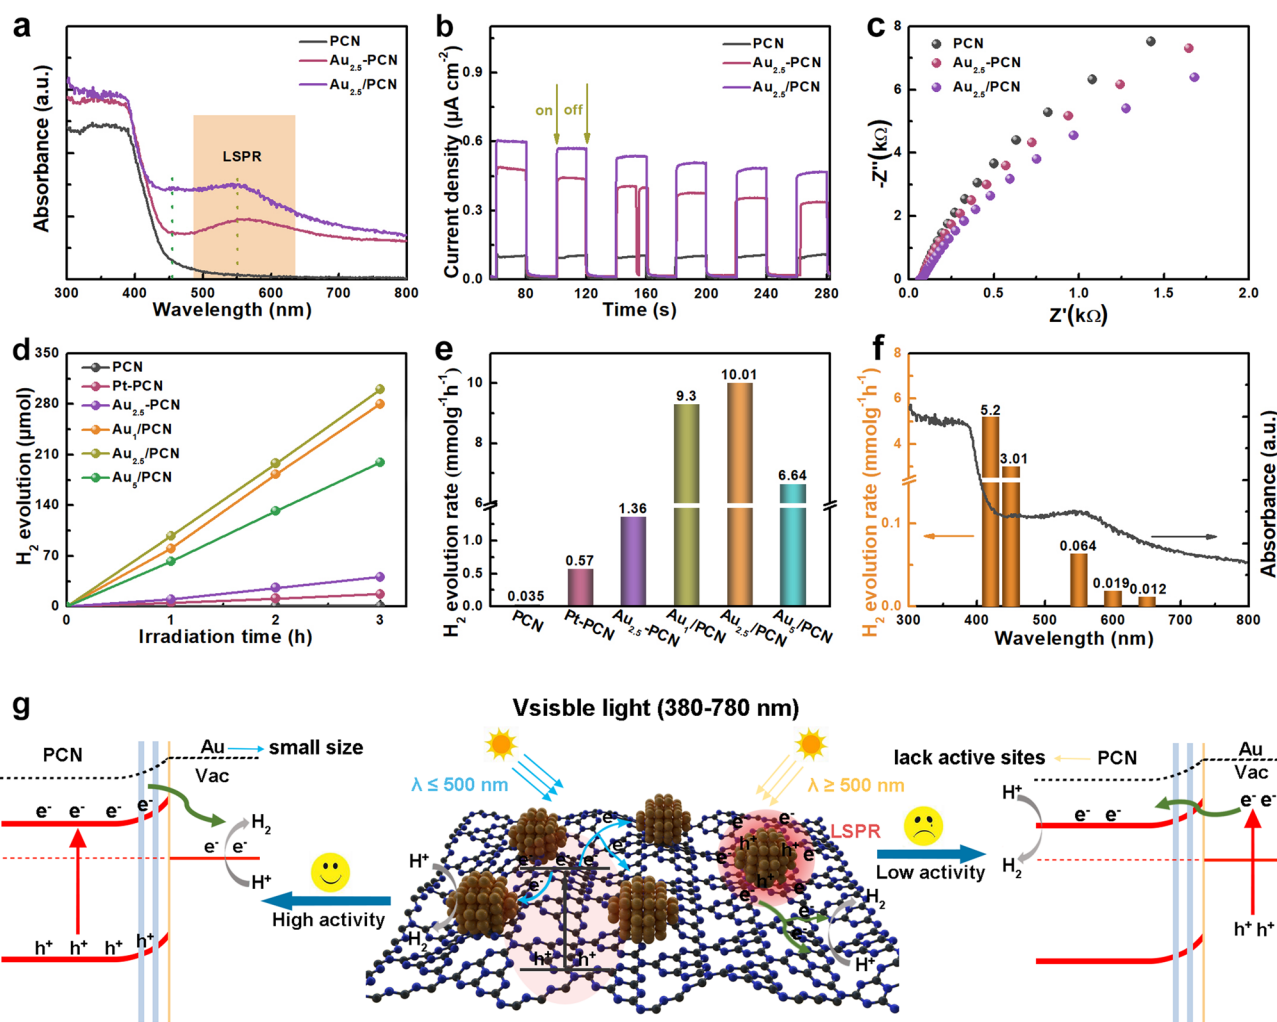 a
Absorbance (a.u.)
PCN
Au2.5-PCN
Au2.5/PCN
LSPR
300 400 500 600 700 800
Wavelength (nm)
b
Current density (μA cm-2)
0.9
0.6
0.3
0.0
PCN
Au2.5-PCN
Au2.5/PCN
on off
80 120 160 200 240 280
Time (s)
c
-Z''(kΩ)
8
6
4
2
0
PCN
Au2.5-PCN
Au2.5/PCN
0.0 0.5 1.0 1.5 2.0
Z'(kΩ)
d
H2 evolution (μmol)
350
280
210
140
70
0
PCN
Pt-PCN
Au2.5-PCN
Au1/PCN
Au2.5/PCN
Au5/PCN
0 1 2 3
Irradiation time (h)
e
H2 evolution rate (mmolg-1h-1)
10
8
6
1.0
0.5
0.0
0.035
0.57
1.36
9.3
10.01
6.64
PCN
Pt-PCN
Au2.5-PCN
Au1/PCN
Au2.5/PCN
Au5/PCN
f
H2 evolution rate (mmolg-1h-1)
8
6
4
2
0.1
0.0
5.2
3.01
0.064
0.019
0.012
Absorbance (a.u.)
300 400 500 600 700 800
Wavelength (nm)
g
PCN
Au
small size
Vac
e- e- e- e-
H2
e- e-
H+
h+ h+ h+ h+
High activity
Vsisble light (380-780 nm)
λ ≤ 500 nm
λ ≥ 500 nm
LSPR
H+
H2
e- e- e-
e- e-
h+ h+
e- e-
e- e-
h+ h+
h+
e-
e-
e-
H2
H+
Low activity
lack active sites
PCN
Au
Vac
H+
H2
e- e-
e- e-
h+ h+